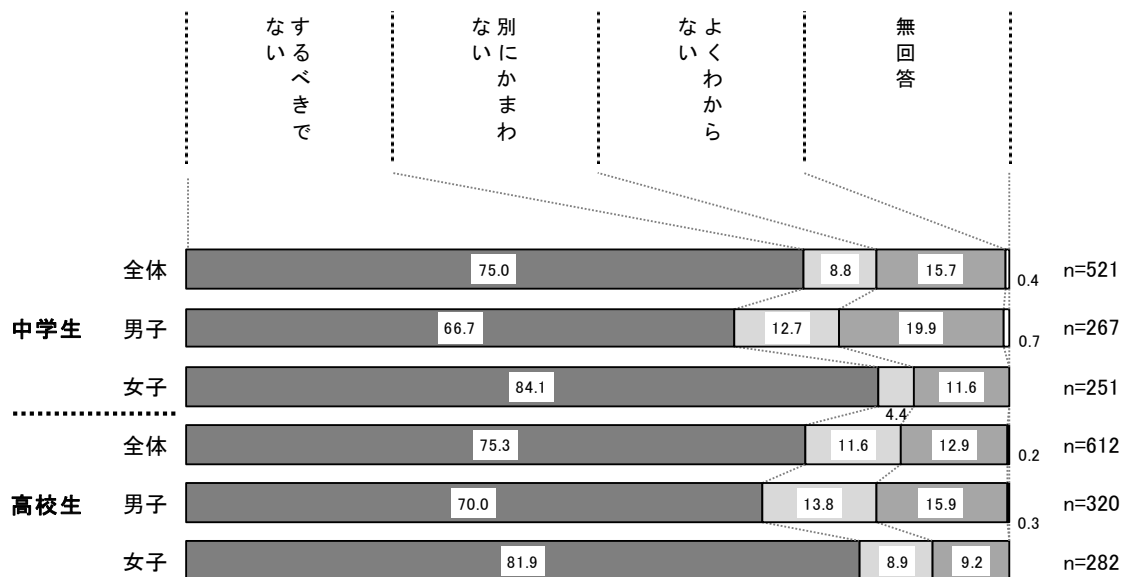 するべきで
ない
別にかまわ
ない
よくわから
ない
無回答
全体 75.0 8.8 15.7 0.4 n=521
中学生 男子 66.7 12.7 19.9 0.7 n=267
女子 84.1 4.4 11.6 n=251
全体 75.3 11.6 12.9 0.2 n=612
高校生 男子 70.0 13.8 15.9 0.3 n=320
女子 81.9 8.9 9.2 n=282